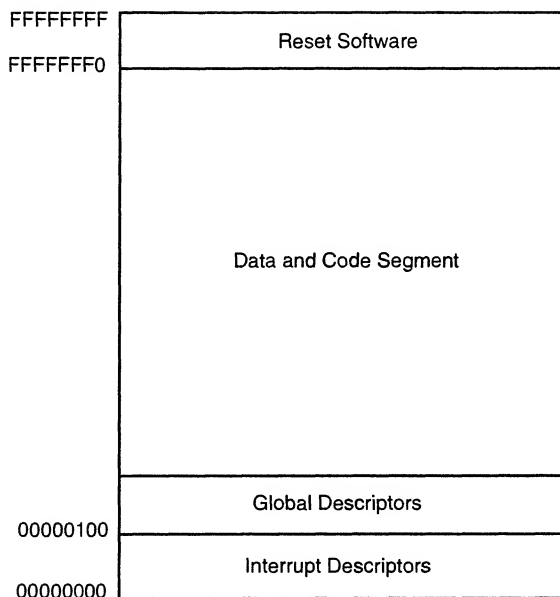 FFFFFFFF
Reset Software
FFFFFFF0
Data and Code Segment
Global Descriptors
00000100
Interrupt Descriptors
00000000